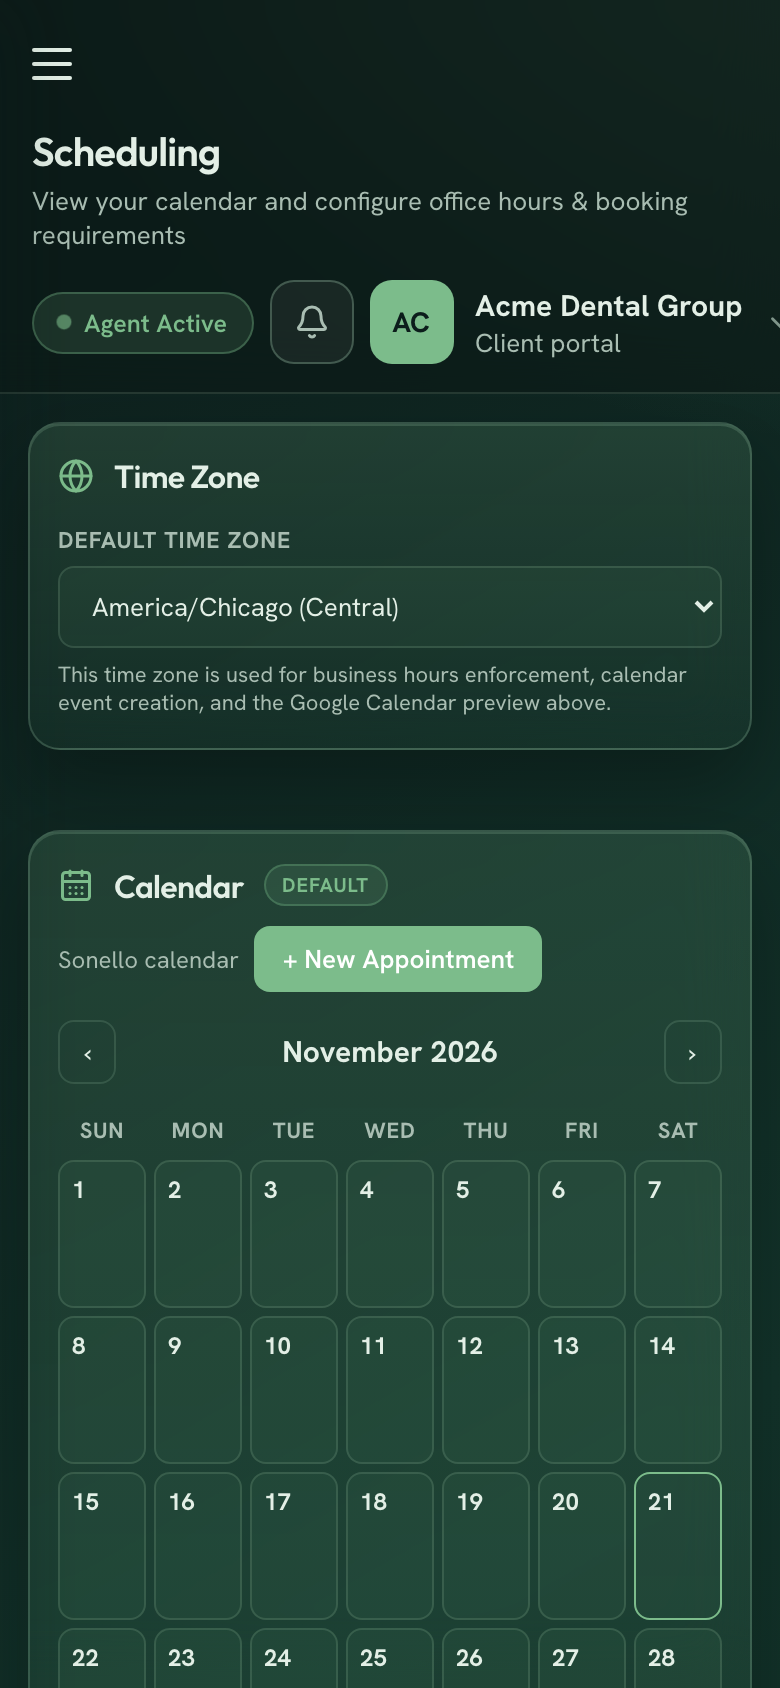 Scheduling
View your calendar and configure office hours & booking
requirements
Agent Active
AC
Acme Dental Group
Client portal
Time Zone
DEFAULT TIME ZONE
America/Chicago (Central)
This time zone is used for business hours enforcement, calendar
event creation, and the Google Calendar preview above.
Calendar DEFAULT
Sonello calendar + New Appointment
‹ November 2026 ›
SUN MON TUE WED THU FRI SAT
1 2 3 4 5 6 7
8 9 10 11 12 13 14
15 16 17 18 19 20 21
22 23 24 25 26 27 28